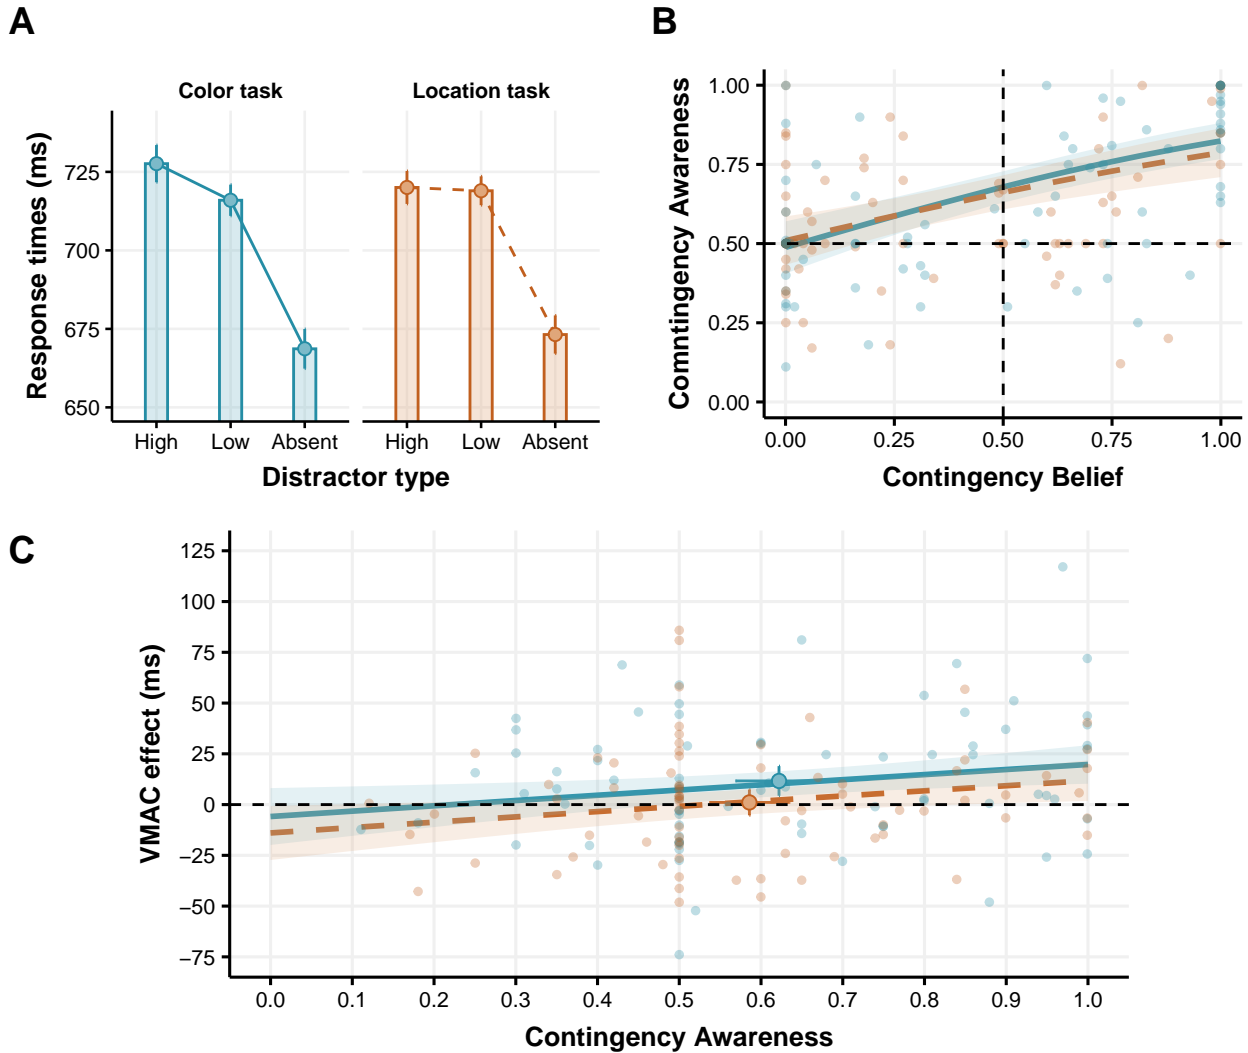 A
Color task
Location task
Response times (ms)
725
700
675
650
High Low Absent
High Low Absent
Distractor type
B
Comntingency Awareness
1.00
0.75
0.50
0.25
0.00
0.00 0.25 0.50 0.75 1.00
Contingency Belief
C
VMAC effect (ms)
125
100
75
50
25
0
−25
−50
−75
0.0 0.1 0.2 0.3 0.4 0.5 0.6 0.7 0.8 0.9 1.0
Contingency Awareness